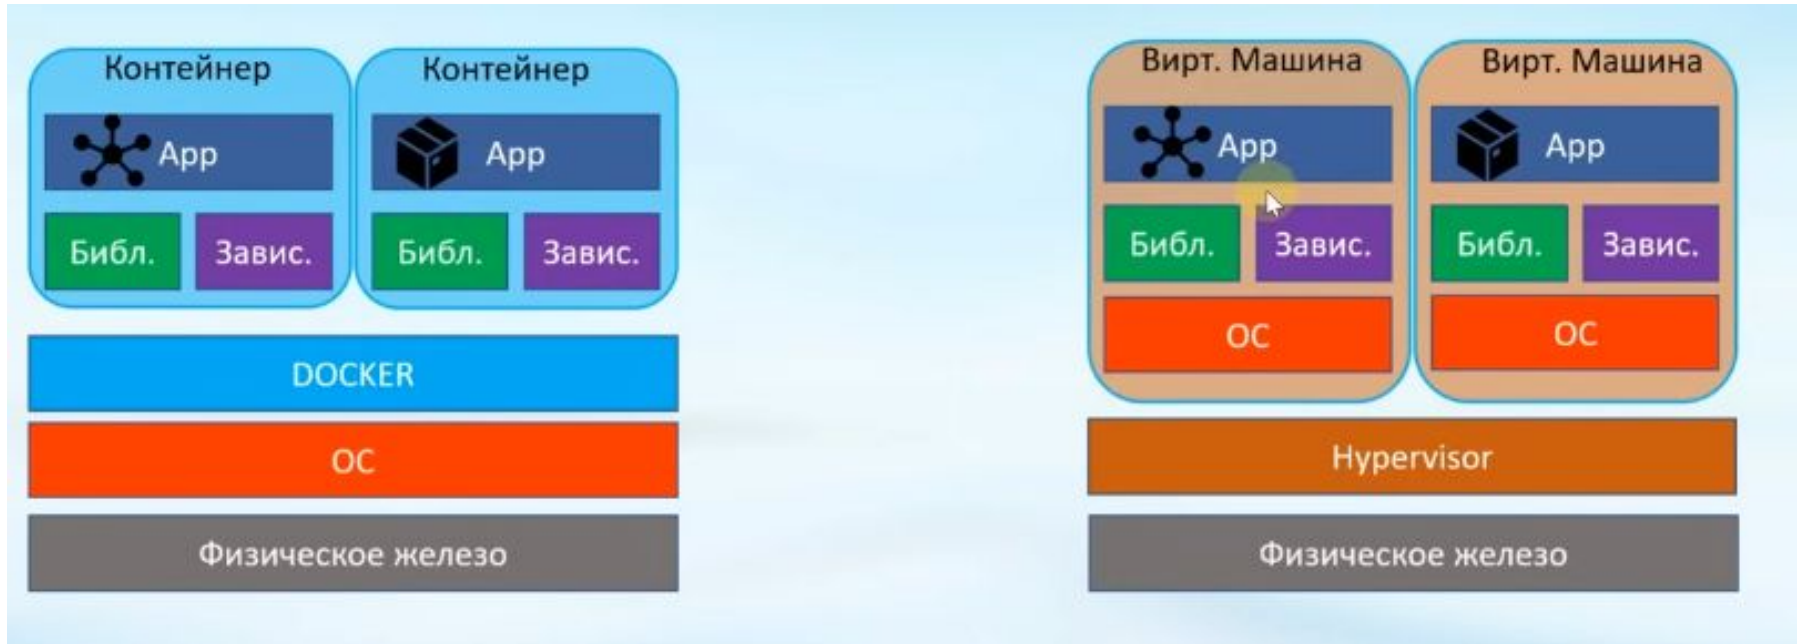 Контейнер
Контейнер
App
App
Библ.
Завис.
Библ.
Завис.
DOCKER
ОС
Физическое железо
Вирт. Машина
Вирт. Машина
App
App
Библ.
Завис.
Библ.
Завис.
ОС
ОС
Hypervisor
Физическое железо